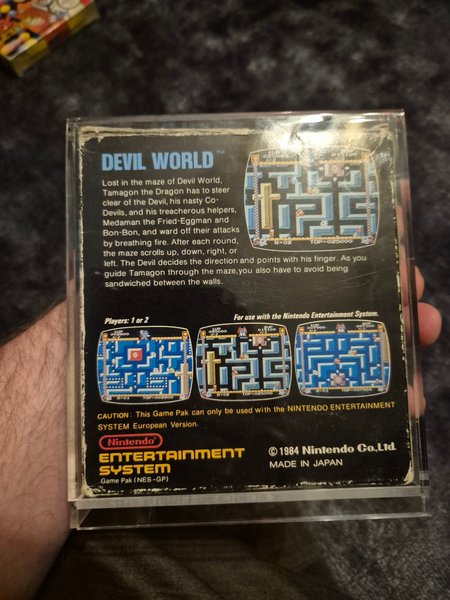 DEVIL WORLD™
Lost in the maze of Devil World,
Tamagon the Dragon has to steer
clear of the Devil, his nasty Co-
Devils, and his treacherous helpers,
Medaman the Fried-Eggman and
Bon-Bon, and ward off their attacks
by breathing fire. After each round,
the maze scrolls up, down, right, or
left. The Devil decides the direction and points with his finger. As you
guide Tamagon through the maze, you also have to avoid being
sandwiched between the walls.
R-02 TOP-025000
Players: 1 or 2
For use with the Nintendo Entertainment System.
CAUTION: This Game Pak can only be used with the NINTENDO ENTERTAINMENT
SYSTEM European Version.
Nintendo®
ENTERTAINMENT
SYSTEM
Game Pak (NES-GP)
© 1984 Nintendo Co., Ltd.
MADE IN JAPAN